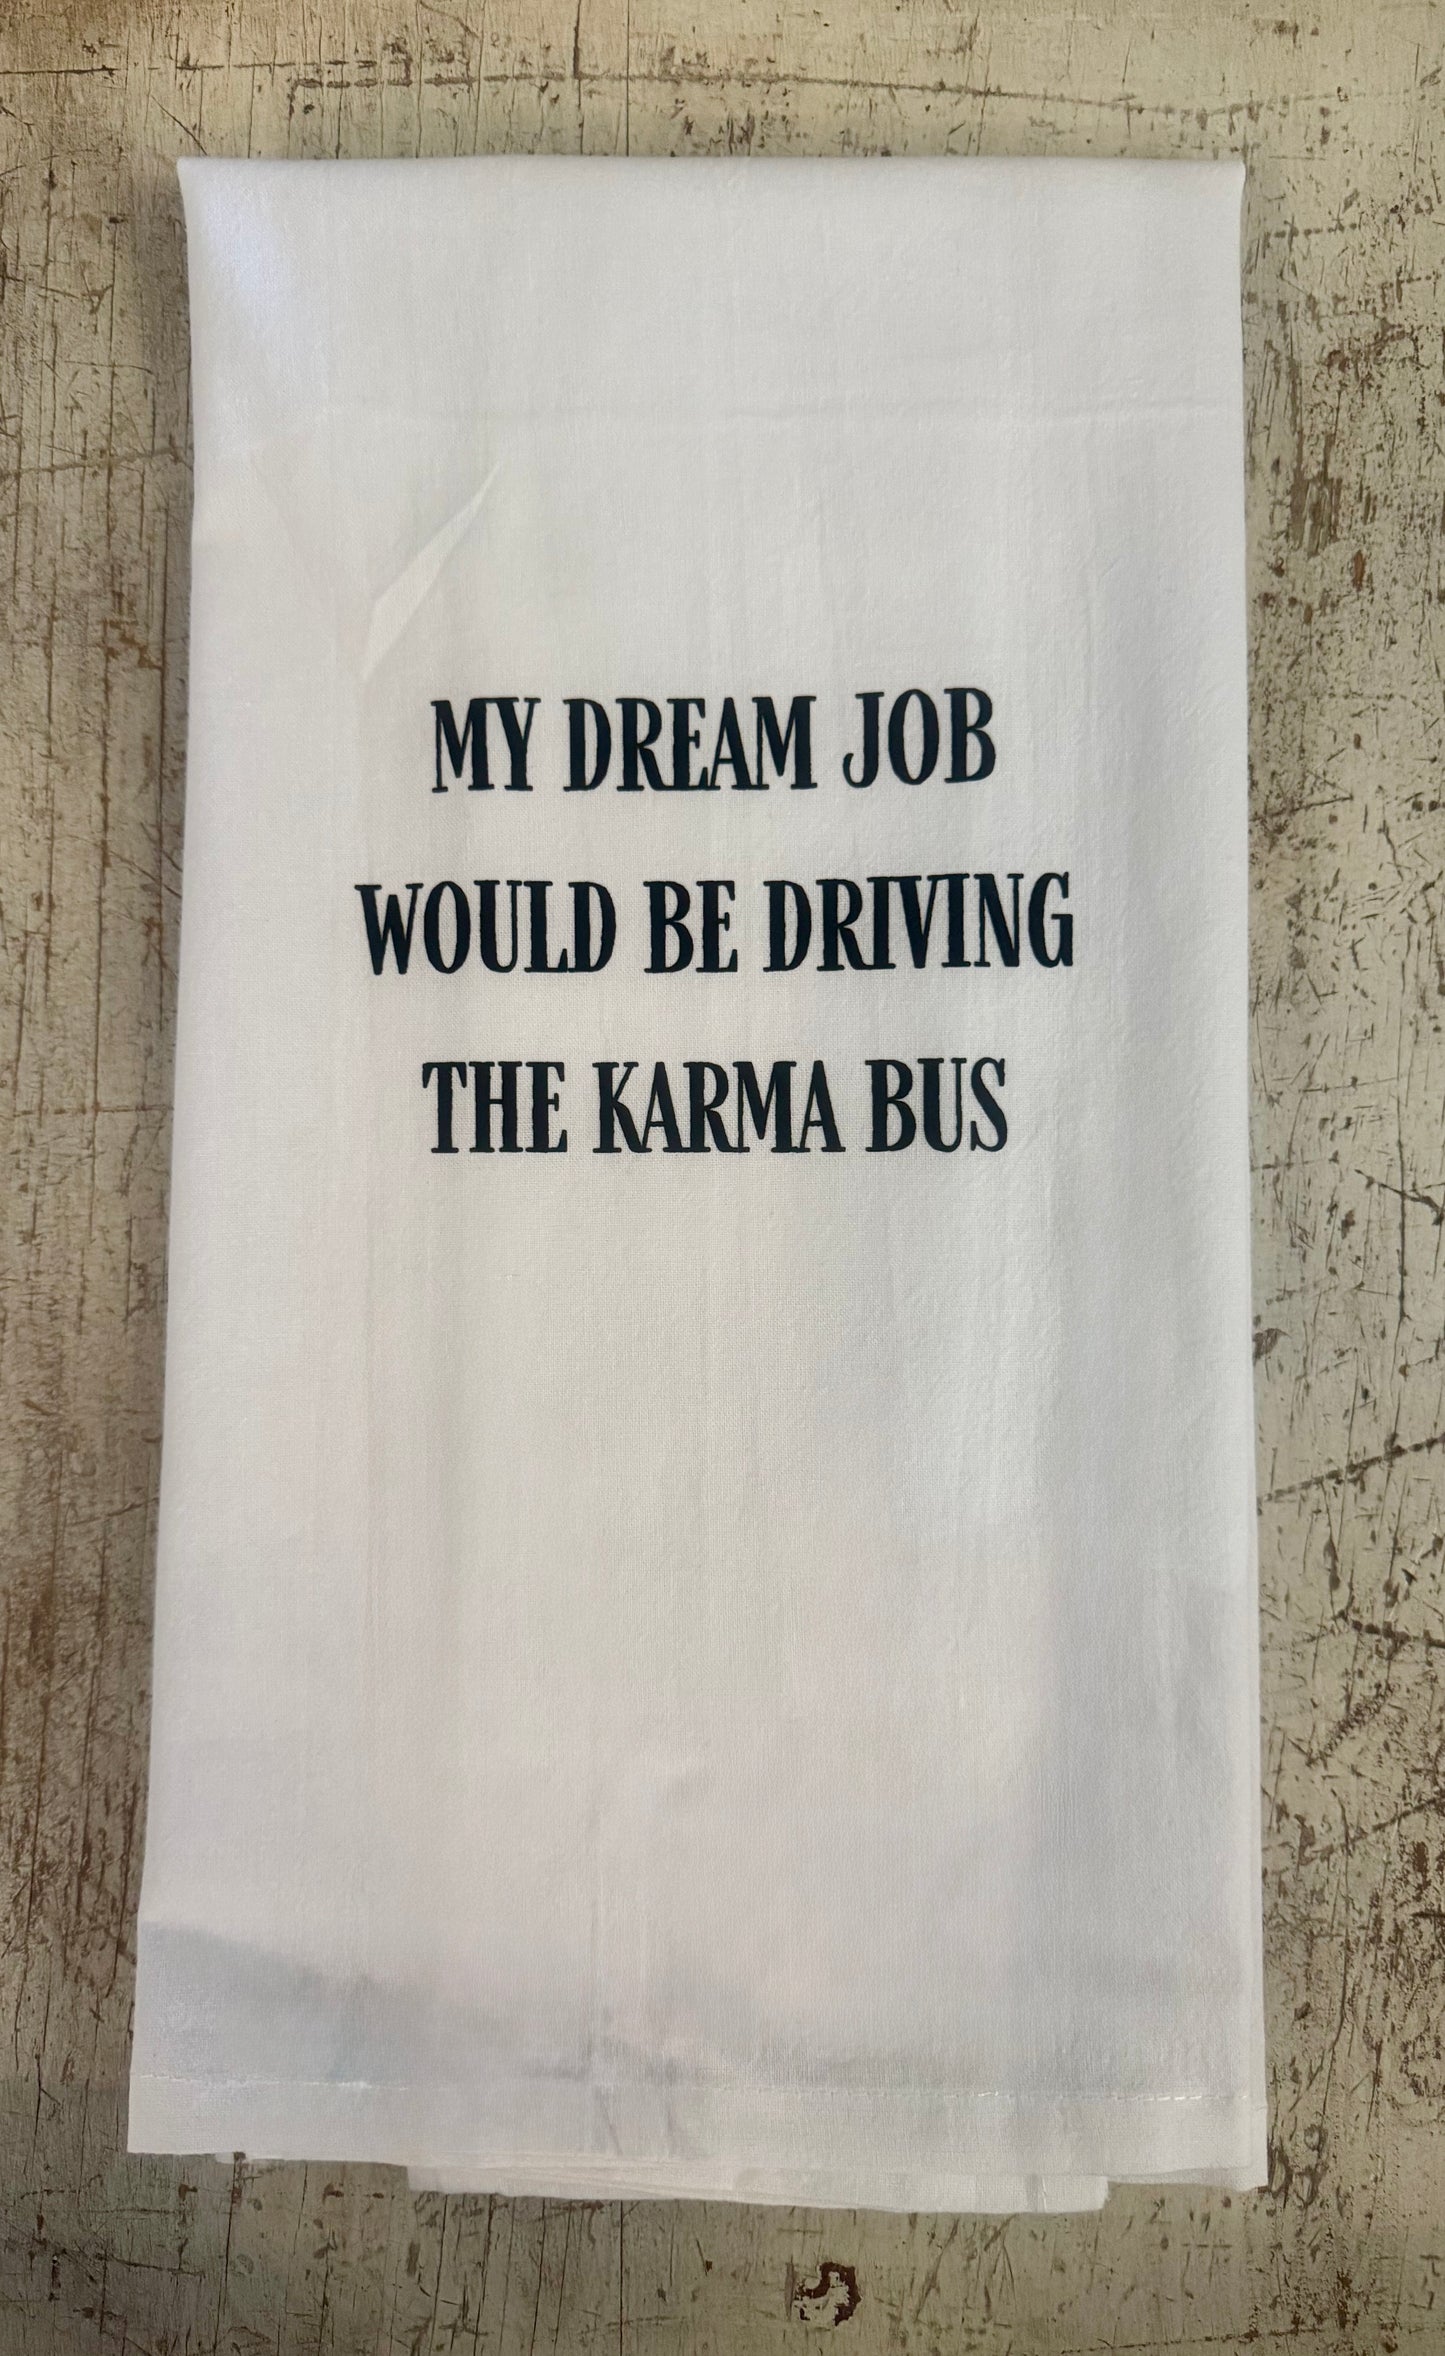 MY DREAM JOB
WOULD BE DRIVING
THE KARMA BUS